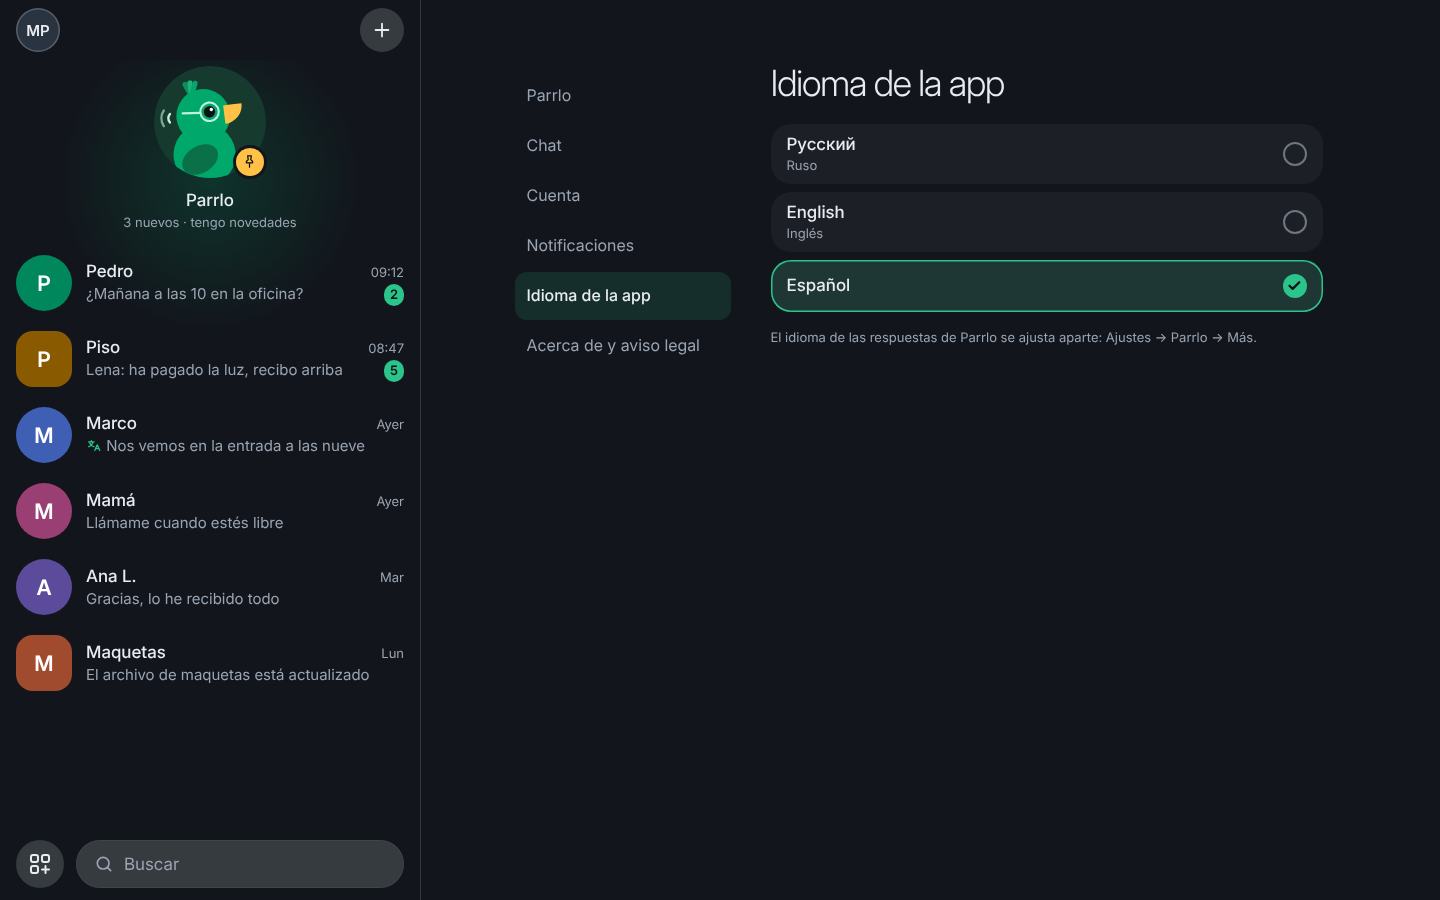 MP
Parrlo
3 nuevos · tengo novedades
P
Pedro
09:12
¿Mañana a las 10 en la oficina?
2
P
Piso
08:47
Lena: ha pagado la luz, recibo arriba
5
M
Marco
Ayer
Nos vemos en la entrada a las nueve
M
Mamá
Ayer
Llámame cuando estés libre
A
Ana L.
Mar
Gracias, lo he recibido todo
M
Maquetas
Lun
El archivo de maquetas está actualizado
Buscar
Parrlo
Chat
Cuenta
Notificaciones
Idioma de la app
Acerca de y aviso legal
Idioma de la app
Русский
Ruso
English
Inglés
Español
El idioma de las respuestas de Parrlo se ajusta aparte: Ajustes → Parrlo → Más.